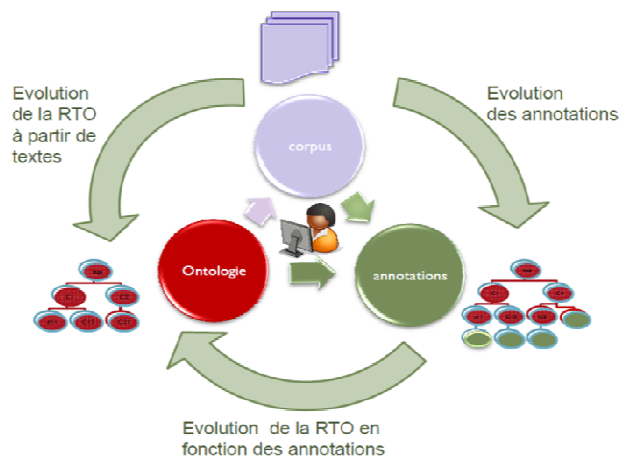 Evolution
de la RTO
à partir de
textes
Evolution
des annotations
corpus
Ontologie
annotations
Evolution de la RTO en
fonction des annotations